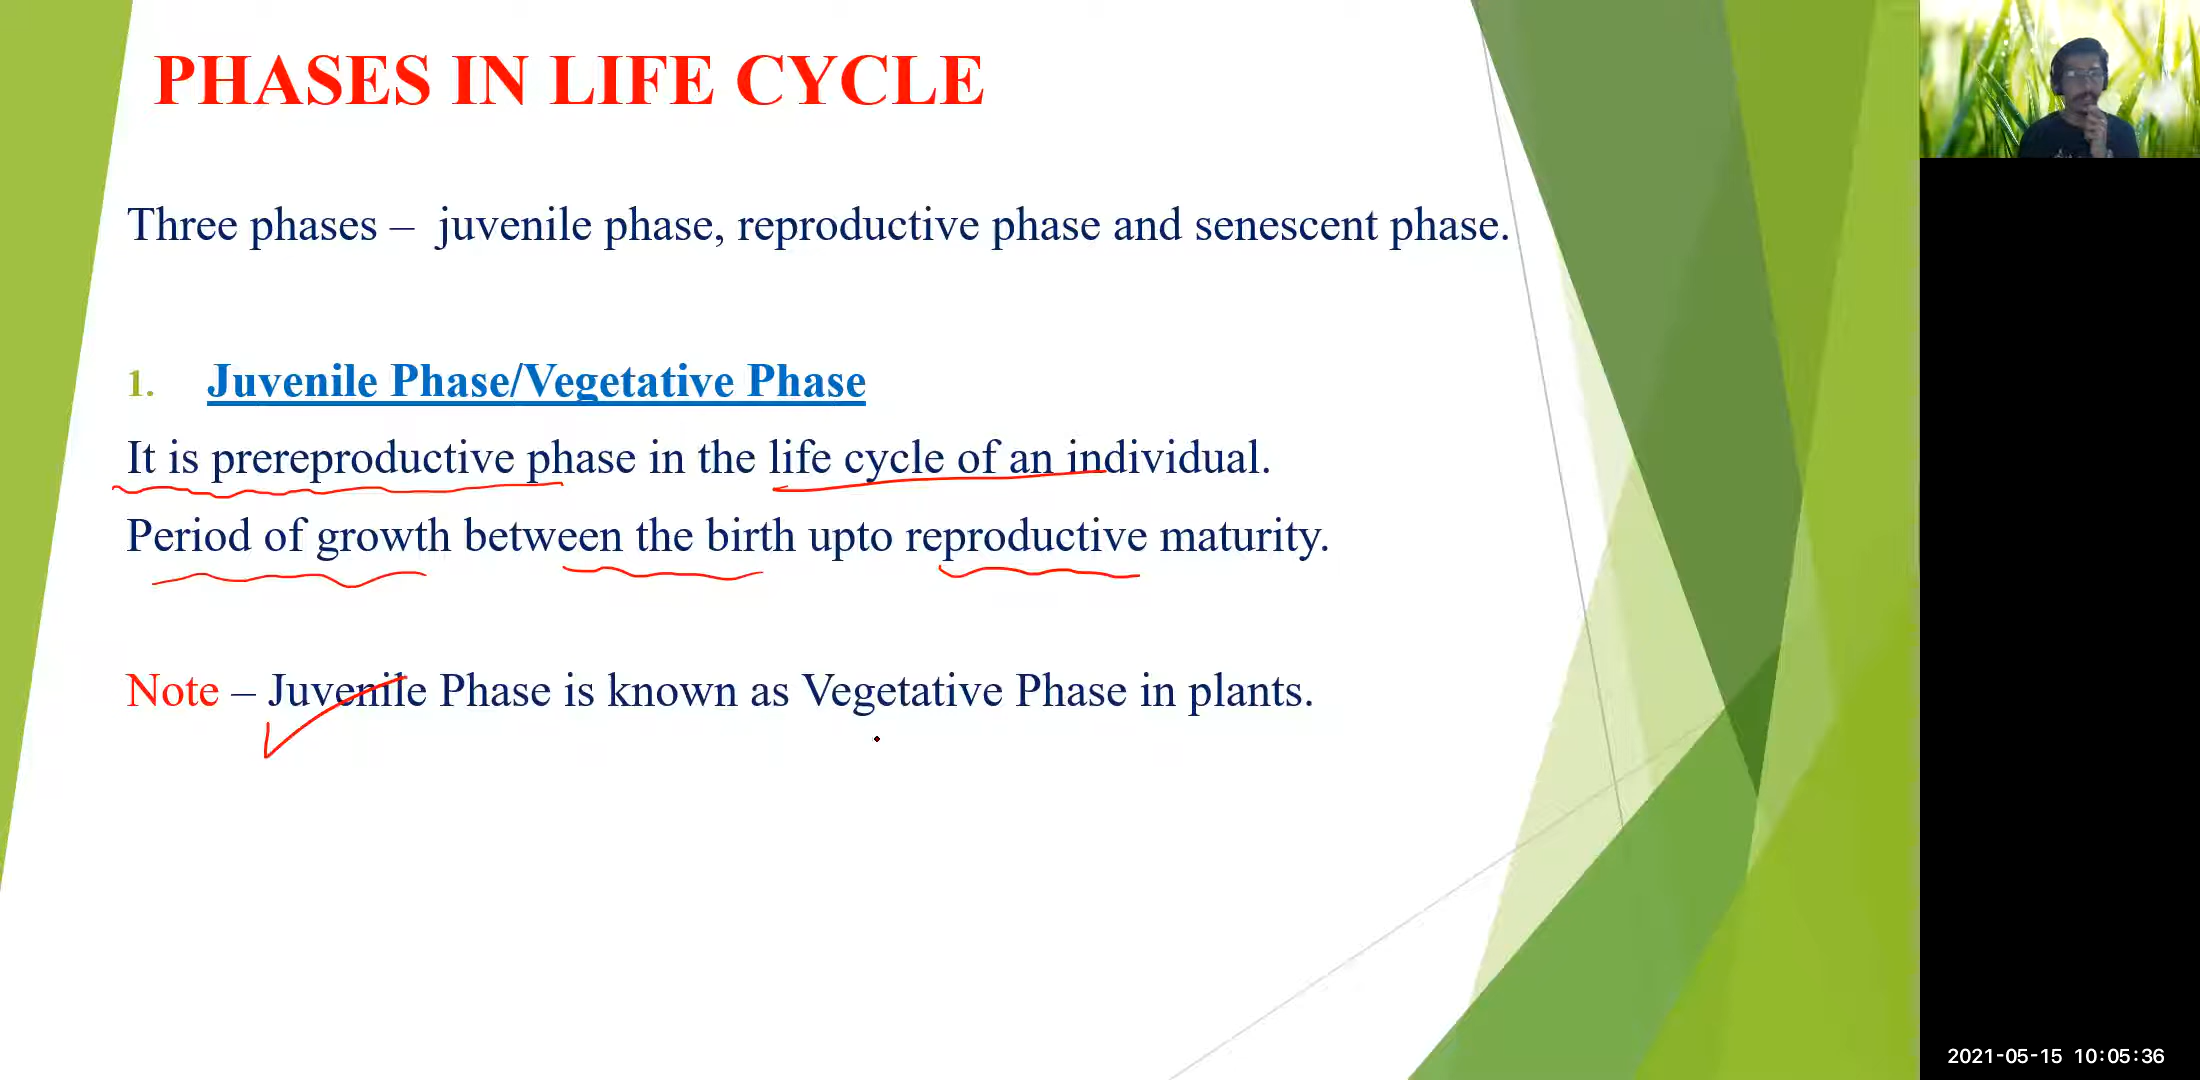 PHASES IN LIFE CYCLE
Three phases – juvenile phase, reproductive phase and senescent phase.
1. Juvenile Phase/Vegetative Phase
It is prereproductive phase in the life cycle of an individual.
Period of growth between the birth upto reproductive maturity.
Note – Juvenile Phase is known as Vegetative Phase in plants.
2021-05-15 10:05:36